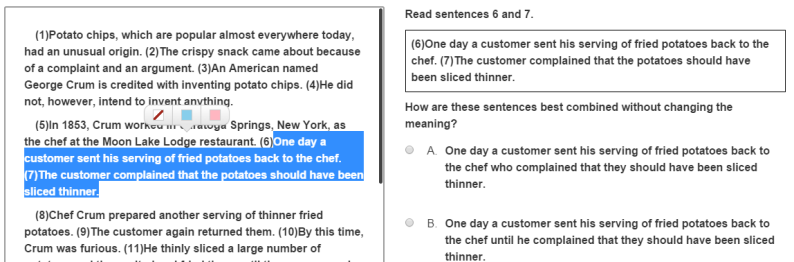 (1)Potato chips, which are popular almost everywhere today,
had an unusual origin. (2)The crispy snack came about because
of a complaint and an argument. (3)An American named
George Crum is credited with inventing potato chips. (4)He did
not, however, intend to invent anything.
(5)In 1853, Crum worked in Saratoga Springs, New York, as
the chef at the Moon Lake Lodge restaurant. (6)One day a
customer sent his serving of fried potatoes back to the chef.
(7)The customer complained that the potatoes should have been
sliced thinner.
(8)Chef Crum prepared another serving of thinner fried
potatoes. (9)The customer again returned them. (10)By this time,
Crum was furious. (11)He thinly sliced a large number of
Read sentences 6 and 7.
(6)One day a customer sent his serving of fried potatoes back to the
chef. (7)The customer complained that the potatoes should have
been sliced thinner.
How are these sentences best combined without changing the
meaning?
A. One day a customer sent his serving of fried potatoes back to
the chef who complained that they should have been sliced
thinner.
B. One day a customer sent his serving of fried potatoes back to
the chef until he complained that they should have been sliced
thinner.